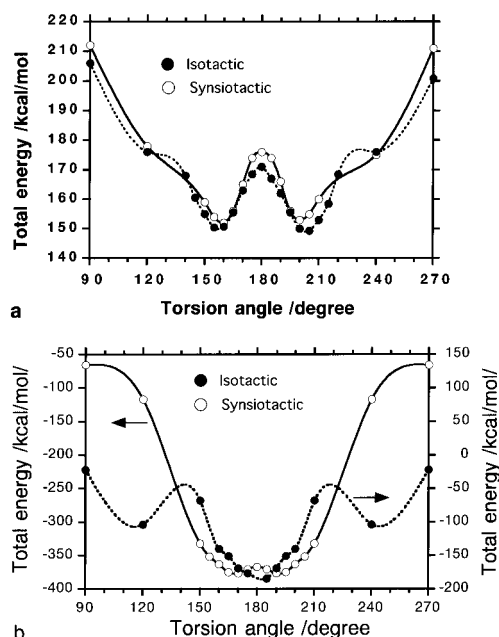 220
210
200
190
180
170
160
150
140
Total energy /kcal/mol
Isotactic
Synsiotactic
90 120 150 180 210 240 270
Torsion angle /degree
a
-50
-100
-150
-200
-250
-300
-350
-400
Total energy /kcal/mol/
Isotactic
Synsiotactic
150
100
50
0
-50
-100
-150
-200
Total energy /kcal/mol/
90 120 150 180 210 240 270
Torsion angle /degree
b